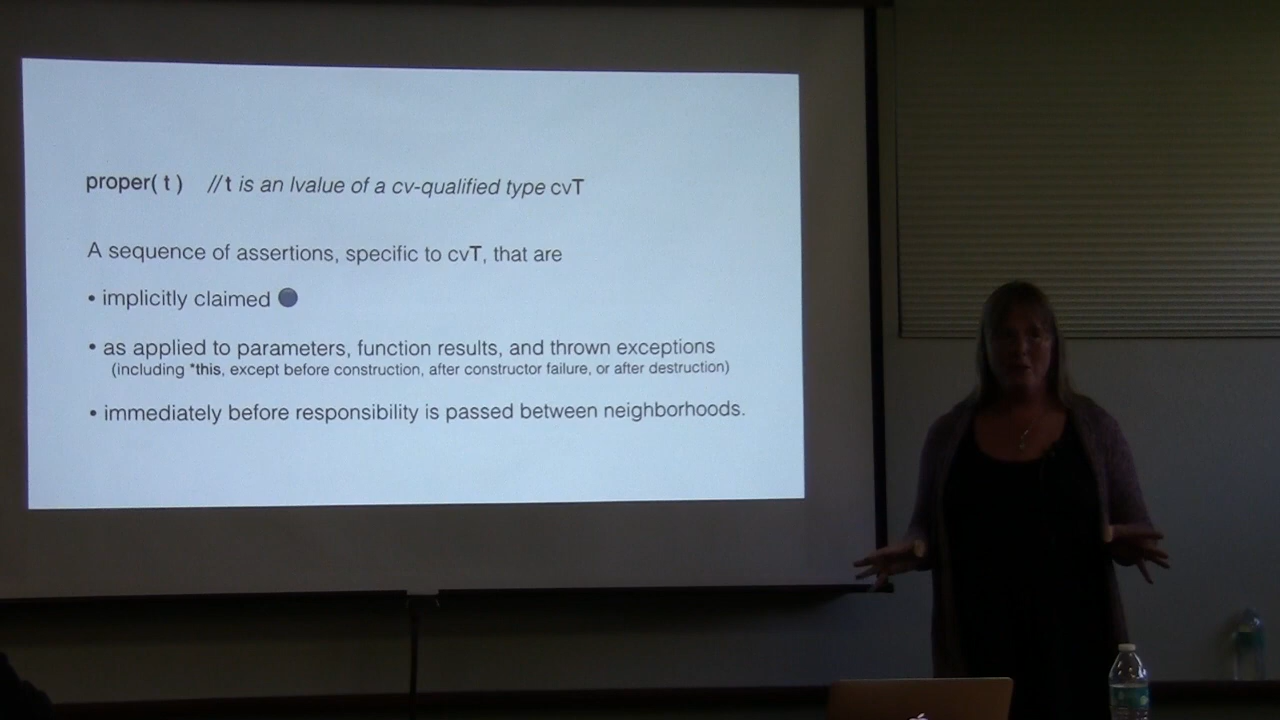 proper( t ) // t is an lvalue of a cv-qualified type cvT
A sequence of assertions, specific to cvT, that are
• implicitly claimed
• as applied to parameters, function results, and thrown exceptions
(including *this, except before construction, after constructor failure, or after destruction)
• immediately before responsibility is passed between neighborhoods.